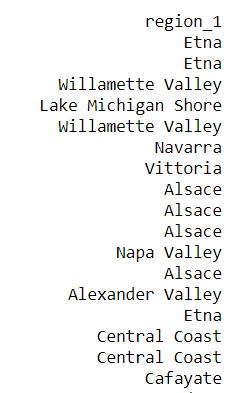 region_1
Etna
Etna
Willamette Valley
Lake Michigan Shore
Willamette Valley
Navarra
Vittoria
Alsace
Alsace
Alsace
Napa Valley
Alsace
Alexander Valley
Etna
Central Coast
Central Coast
Cafayate